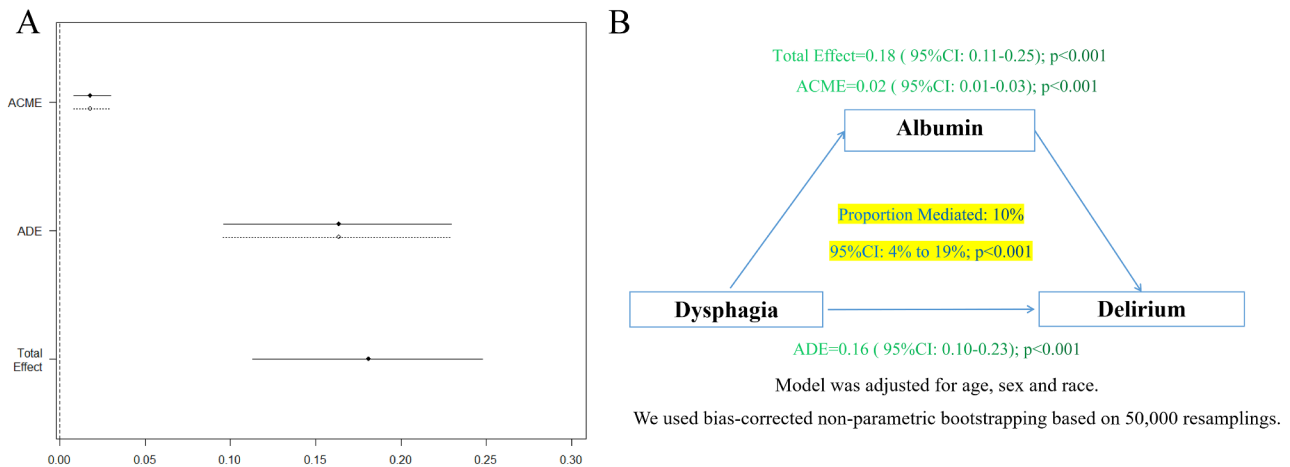 A
ACME
ADE
Total
Effect
0.00 0.05 0.10 0.15 0.20 0.25 0.30
B
Total Effect=0.18 ( 95%CI: 0.11-0.25); p<0.001
ACME=0.02 ( 95%CI: 0.01-0.03); p<0.001
Albumin
Proportion Mediated: 10%
95%CI: 4% to 19%; p<0.001
Dysphagia
Delirium
ADE=0.16 ( 95%CI: 0.10-0.23); p<0.001
Model was adjusted for age, sex and race.
We used bias-corrected non-parametric bootstrapping based on 50,000 resamplings.